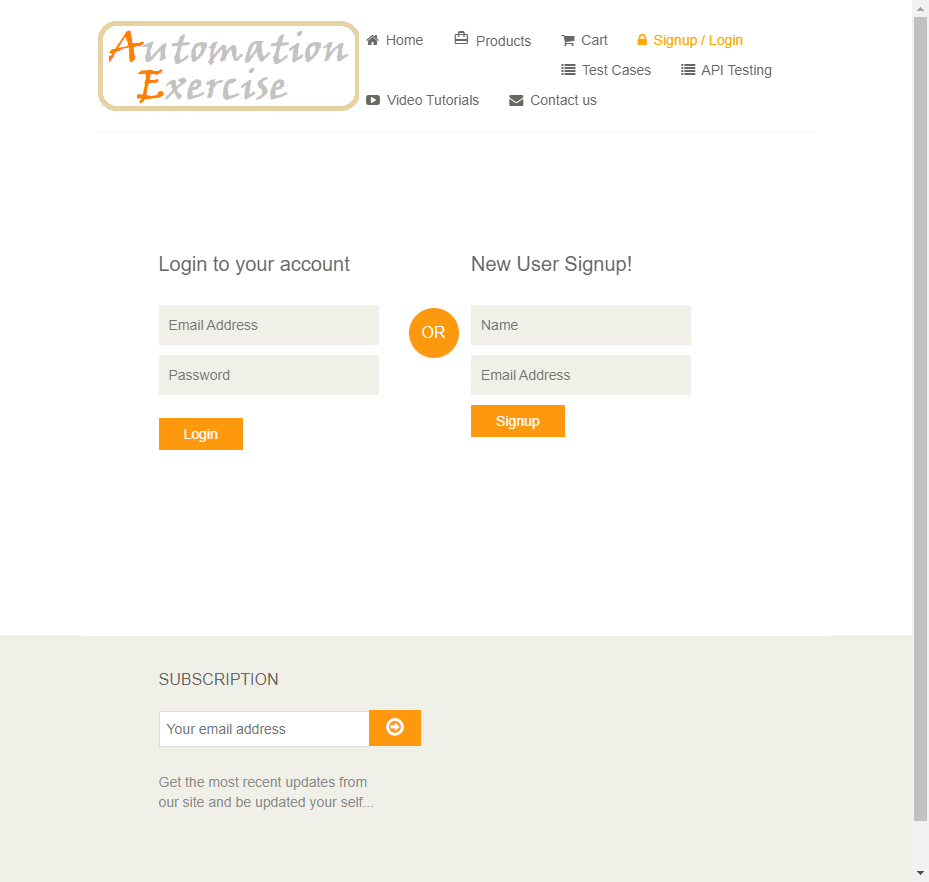 Automation
Exercise
Home
Products
Cart
Signup / Login
Test Cases
API Testing
Video Tutorials
Contact us
Login to your account
Email Address
Password
Login
OR
New User Signup!
Name
Email Address
Signup
SUBSCRIPTION
Your email address
Get the most recent updates from
our site and be updated your self...